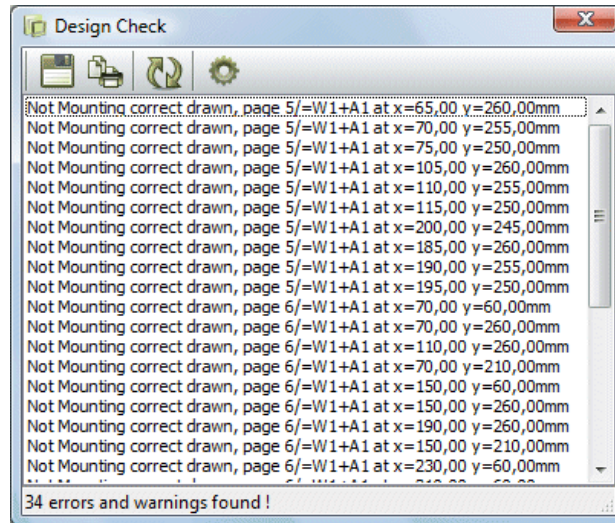 Design Check
Not Mounting correct drawn, page 5/=W1+A1 at x=65,00 y=260,00mm
Not Mounting correct drawn, page 5/=W1+A1 at x=70,00 y=255,00mm
Not Mounting correct drawn, page 5/=W1+A1 at x=75,00 y=250,00mm
Not Mounting correct drawn, page 5/=W1+A1 at x=105,00 y=260,00mm
Not Mounting correct drawn, page 5/=W1+A1 at x=110,00 y=255,00mm
Not Mounting correct drawn, page 5/=W1+A1 at x=115,00 y=250,00mm
Not Mounting correct drawn, page 5/=W1+A1 at x=200,00 y=245,00mm
Not Mounting correct drawn, page 5/=W1+A1 at x=185,00 y=260,00mm
Not Mounting correct drawn, page 5/=W1+A1 at x=190,00 y=255,00mm
Not Mounting correct drawn, page 5/=W1+A1 at x=195,00 y=250,00mm
Not Mounting correct drawn, page 6/=W1+A1 at x=70,00 y=60,00mm
Not Mounting correct drawn, page 6/=W1+A1 at x=70,00 y=260,00mm
Not Mounting correct drawn, page 6/=W1+A1 at x=110,00 y=260,00mm
Not Mounting correct drawn, page 6/=W1+A1 at x=70,00 y=210,00mm
Not Mounting correct drawn, page 6/=W1+A1 at x=150,00 y=60,00mm
Not Mounting correct drawn, page 6/=W1+A1 at x=150,00 y=260,00mm
Not Mounting correct drawn, page 6/=W1+A1 at x=190,00 y=260,00mm
Not Mounting correct drawn, page 6/=W1+A1 at x=150,00 y=210,00mm
Not Mounting correct drawn, page 6/=W1+A1 at x=230,00 y=60,00mm
34 errors and warnings found !